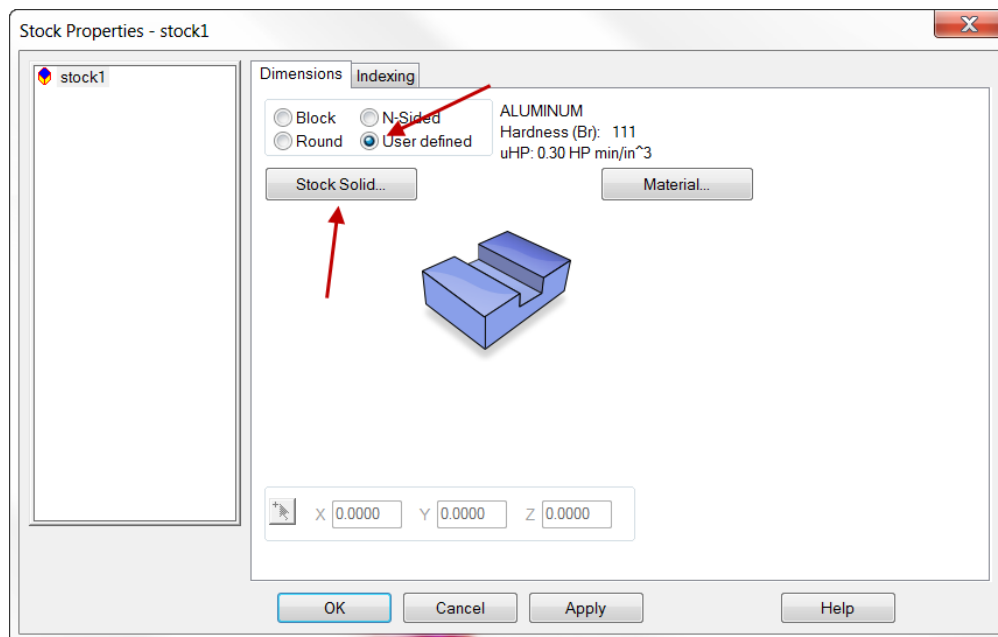 Stock Properties - stock1
stock1
Dimensions Indexing
Block N-Sided
Round User defined
ALUMINUM
Hardness (Br): 111
uHP: 0.30 HP min/in^3
Stock Solid... Material...
X 0.0000 Y 0.0000 Z 0.0000
OK Cancel Apply Help